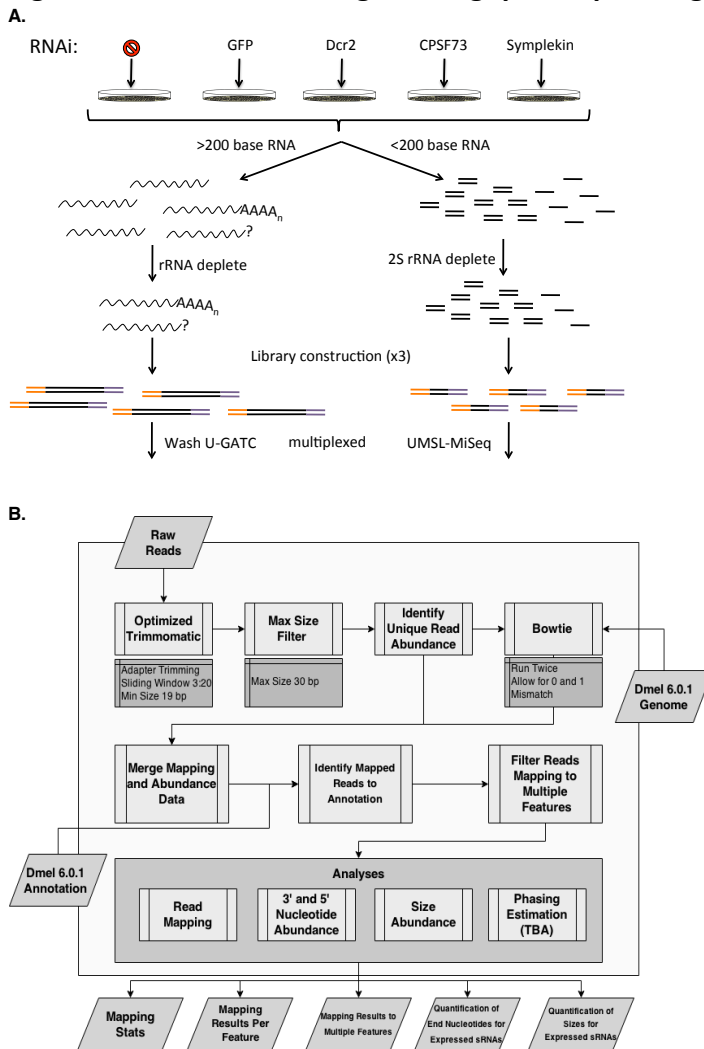 A.
RNAi:
GFP
Dcr2
CPSF73
Symplekin
>200 base RNA
<200 base RNA
AAAAn
?
rRNA deplete
2S rRNA deplete
AAAAn
?
Library construction (x3)
Wash U-GATC
multiplexed
UMSL-MiSeq
B.
Raw
Reads
Optimized
Trimmomatic
Adapter Trimming
Sliding Window 3:20
Min Size 19 bp
Max Size
Filter
Max Size 30 bp
Identify
Unique Read
Abundance
Bowtie
Run Twice
Allow for 0 and 1
Mismatch
Dmel 6.0.1
Genome
Merge Mapping
and Abundance
Data
Identify Mapped
Reads to
Annotation
Filter Reads
Mapping to
Multiple
Features
Dmel 6.0.1
Annotation
Analyses
Read
Mapping
3' and 5'
Nucleotide
Abundance
Size
Abundance
Phasing
Estimation
(TBA)
Mapping
Stats
Mapping
Results Per
Feature
Mapping Results to
Multiple Features
Quantification of
End Nucleotides for
Expressed sRNAs
Quantification of
Sizes for
Expressed sRNAs